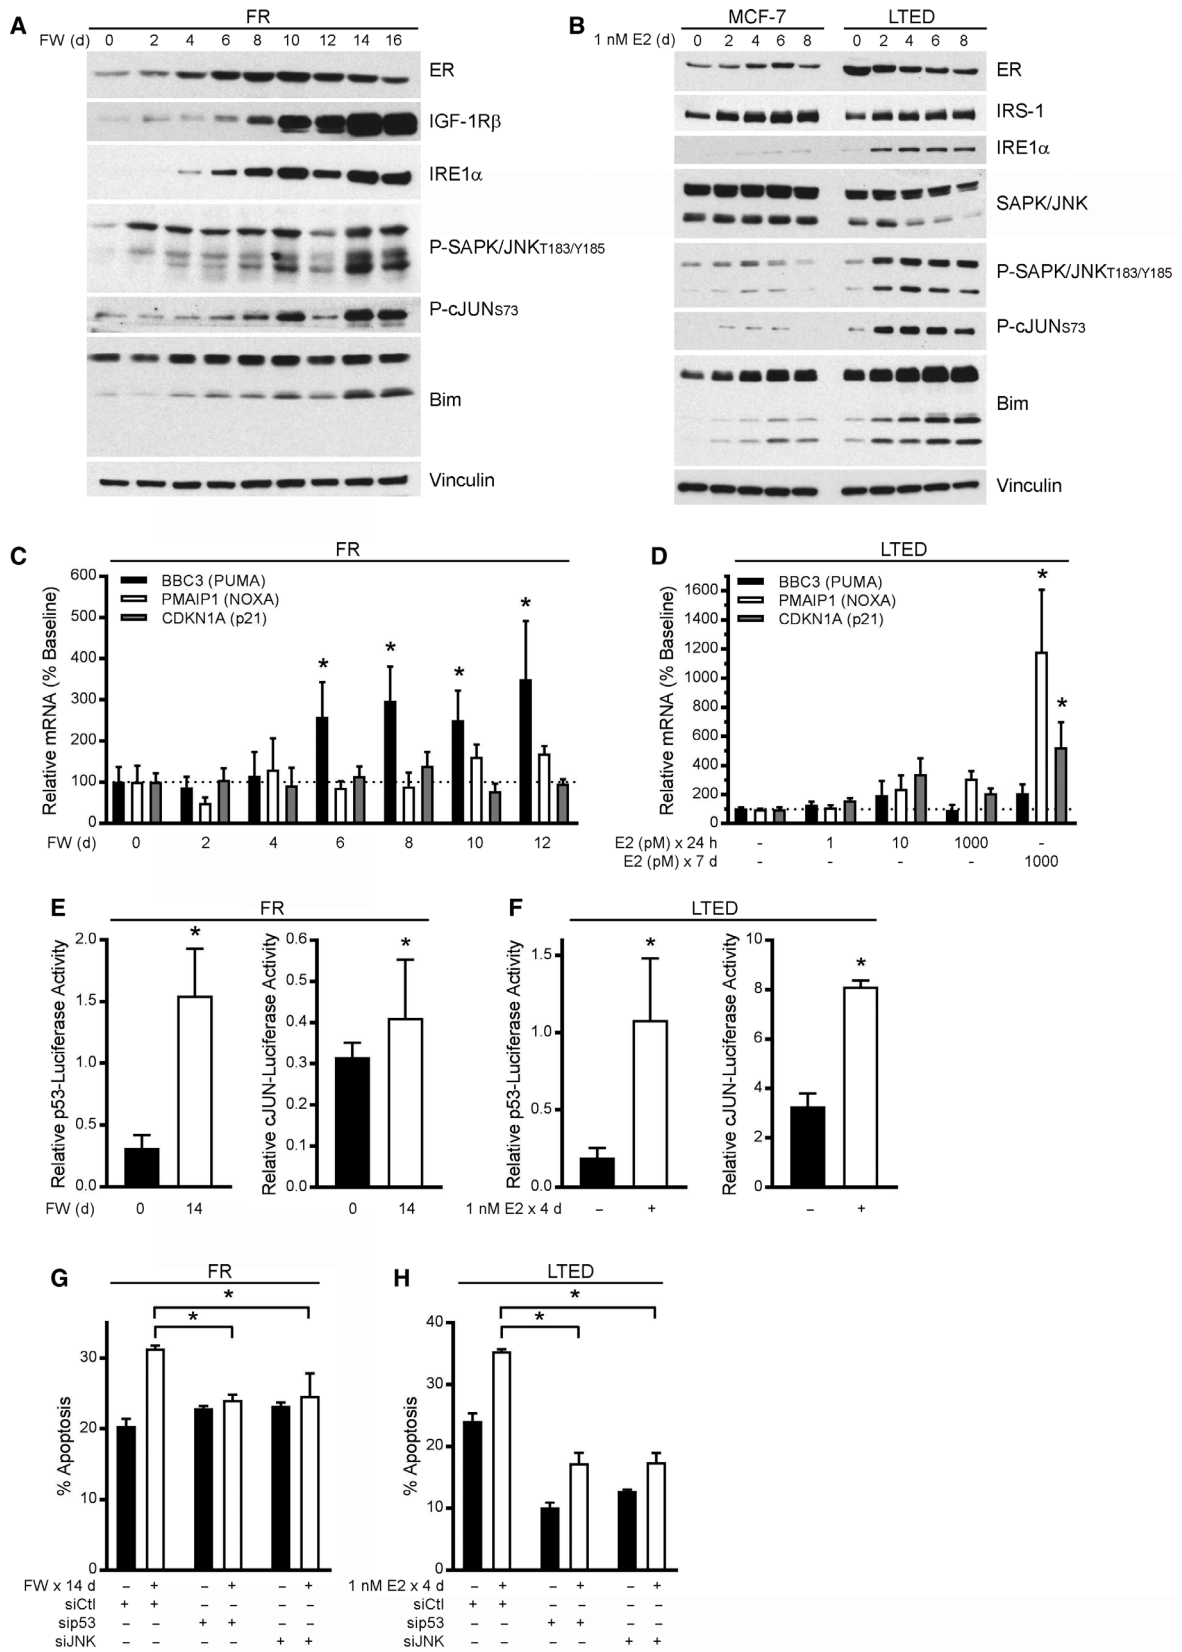 A
FR
FW (d) 0 2 4 6 8 10 12 14 16
ER
IGF-1Rβ
IRE1α
P-SAPK/JNKT183/Y185
P-cJUNS73
Bim
Vinculin
B
MCF-7 LTED
1 nM E2 (d) 0 2 4 6 8 0 2 4 6 8
ER
IRS-1
IRE1α
SAPK/JNK
P-SAPK/JNKT183/Y185
P-cJUNS73
Bim
Vinculin
C
FR
Relative mRNA (% Baseline)
600
500
400
300
200
100
0
BBC3 (PUMA)
PMAIP1 (NOXA)
CDKN1A (p21)
* * * *
FW (d) 0 2 4 6 8 10 12
D
LTED
Relative mRNA (% Baseline)
1600
1400
1200
1000
800
600
400
200
0
BBC3 (PUMA)
PMAIP1 (NOXA)
CDKN1A (p21)
*
*
E2 (pM) x 24 h - 1 10 1000 -
E2 (pM) x 7 d - - - - 1000
E
FR
Relative p53-Luciferase Activity
2.0
1.5
1.0
0.5
0.0
*
FW (d) 0 14
Relative cJUN-Luciferase Activity
0.6
0.5
0.4
0.3
0.2
0.1
0.0
*
0 14
F
LTED
Relative p53-Luciferase Activity
1.5
1.0
0.5
0.0
*
1 nM E2 x 4 d – +
Relative cJUN-Luciferase Activity
10
8
6
4
2
0
*
– +
G
FR
% Apoptosis
30
20
10
0
*
*
FW x 14 d – + – + – +
siCtl + + – – – –
sip53 – – + + – –
siJNK – – – – + +
H
LTED
% Apoptosis
40
30
20
10
0
*
*
1 nM E2 x 4 d – + – + – +
siCtl + + – – – –
sip53 – – + + – –
siJNK – – – – + +